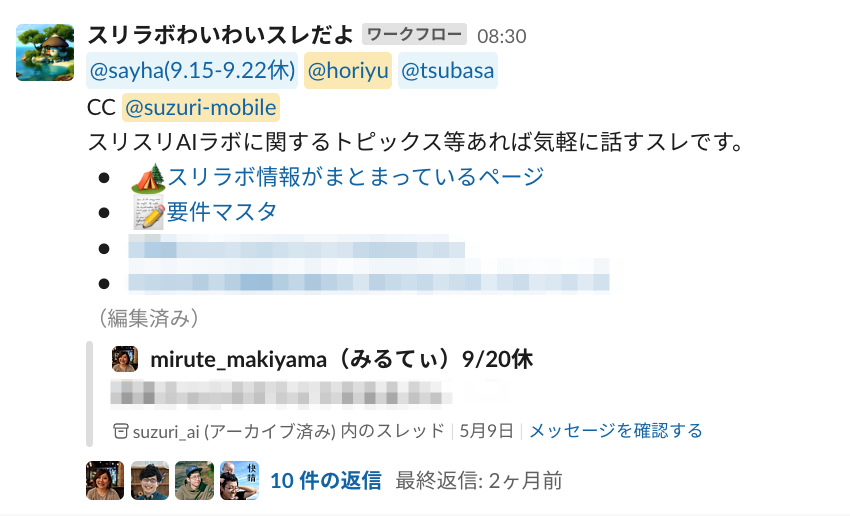 スリラボわいわいスレだよ ワークフロー 08:30
@sayha(9.15-9.22休) @horiyu @tsubasa
CC @suzuri-mobile
スリスリAIラボに関するトピックス等あれば気軽に話すスレです。
スリラボ情報がまとまっているページ
要件マスタ
（編集済み）
mirute_makiyama（みるてぃ）9/20休
suzuri_ai (アーカイブ済み) 内のスレッド | 5月9日 | メッセージを確認する
快晴
10 件の返信 最終返信: 2ヶ月前